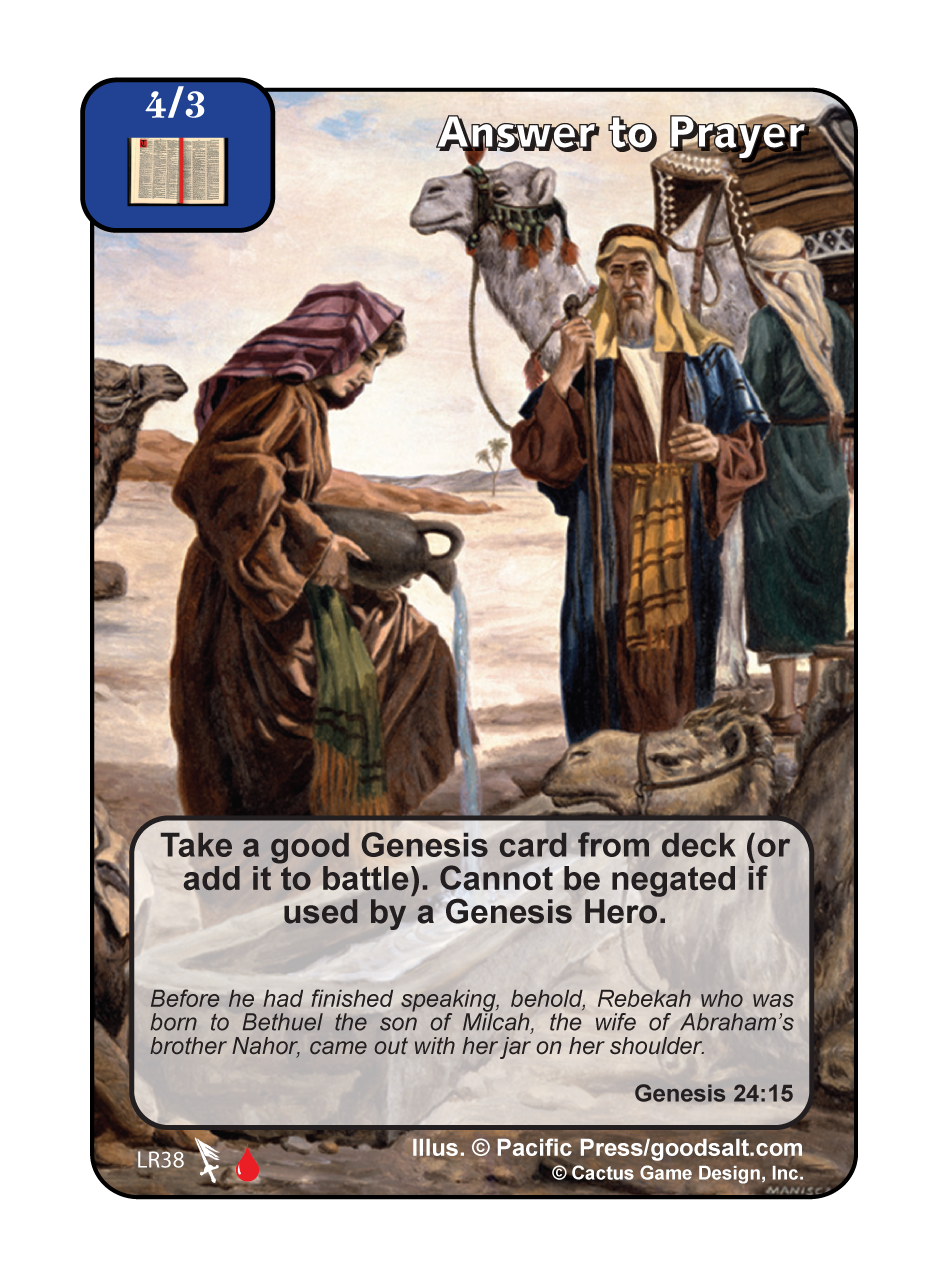 4/3
Answer to Prayer
Take a good Genesis card from deck (or
add it to battle). Cannot be negated if
used by a Genesis Hero.
Before he had finished speaking, behold, Rebekah who was
born to Bethuel the son of Milcah, the wife of Abraham's
brother Nahor, came out with her jar on her shoulder.
Genesis 24:15
LR38
Illus. © Pacific Press/goodsalt.com
© Cactus Game Design, Inc.